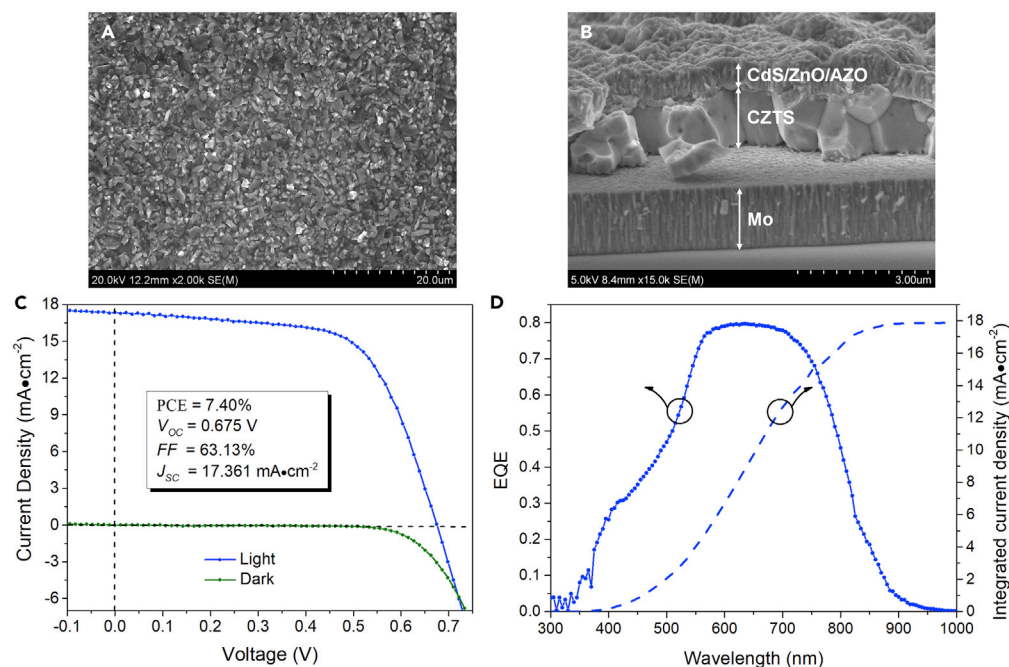 A
20.0kV 12.2mm x2.00k SE(M)
20.0um
B
CdS/ZnO/AZO
CZTS
Mo
5.0kV 8.4mm x15.0k SE(M)
3.00um
C
Current Density (mA•cm-2)
18
15
12
9
6
3
0
-3
-6
PCE = 7.40%
VOC = 0.675 V
FF = 63.13%
JSC = 17.361 mA•cm-2
Light
Dark
-0.1 0.0 0.1 0.2 0.3 0.4 0.5 0.6 0.7
Voltage (V)
D
EQE
0.8
0.7
0.6
0.5
0.4
0.3
0.2
0.1
0.0
18
16
14
12
10
8
6
4
2
0
Integrated current density (mA•cm-2)
300 400 500 600 700 800 900 1000
Wavelength (nm)